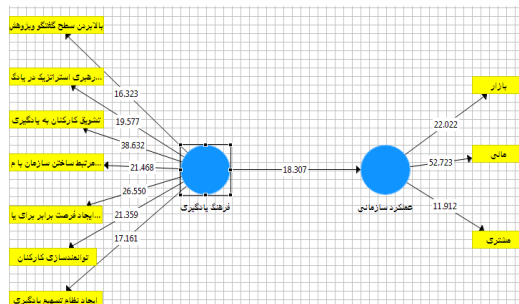 بالابردن سطح گفتگو وپژوهش
...رهبری استراتژیک در یادگ
تشویق کارکنان به یادگیری
...مرتبط ساختن سازمان با م
...ایجاد فرصت برابر برای یا
توانمندسازی کارکنان
ایجاد نظام تسهیم یادگیری
16.323
19.577
38.632
21.468
26.550
21.359
17.161
فرهنگ یادگیری
18.307
عملکرد سازمانی
22.022
52.723
11.912
بازار
مالی
مشتری